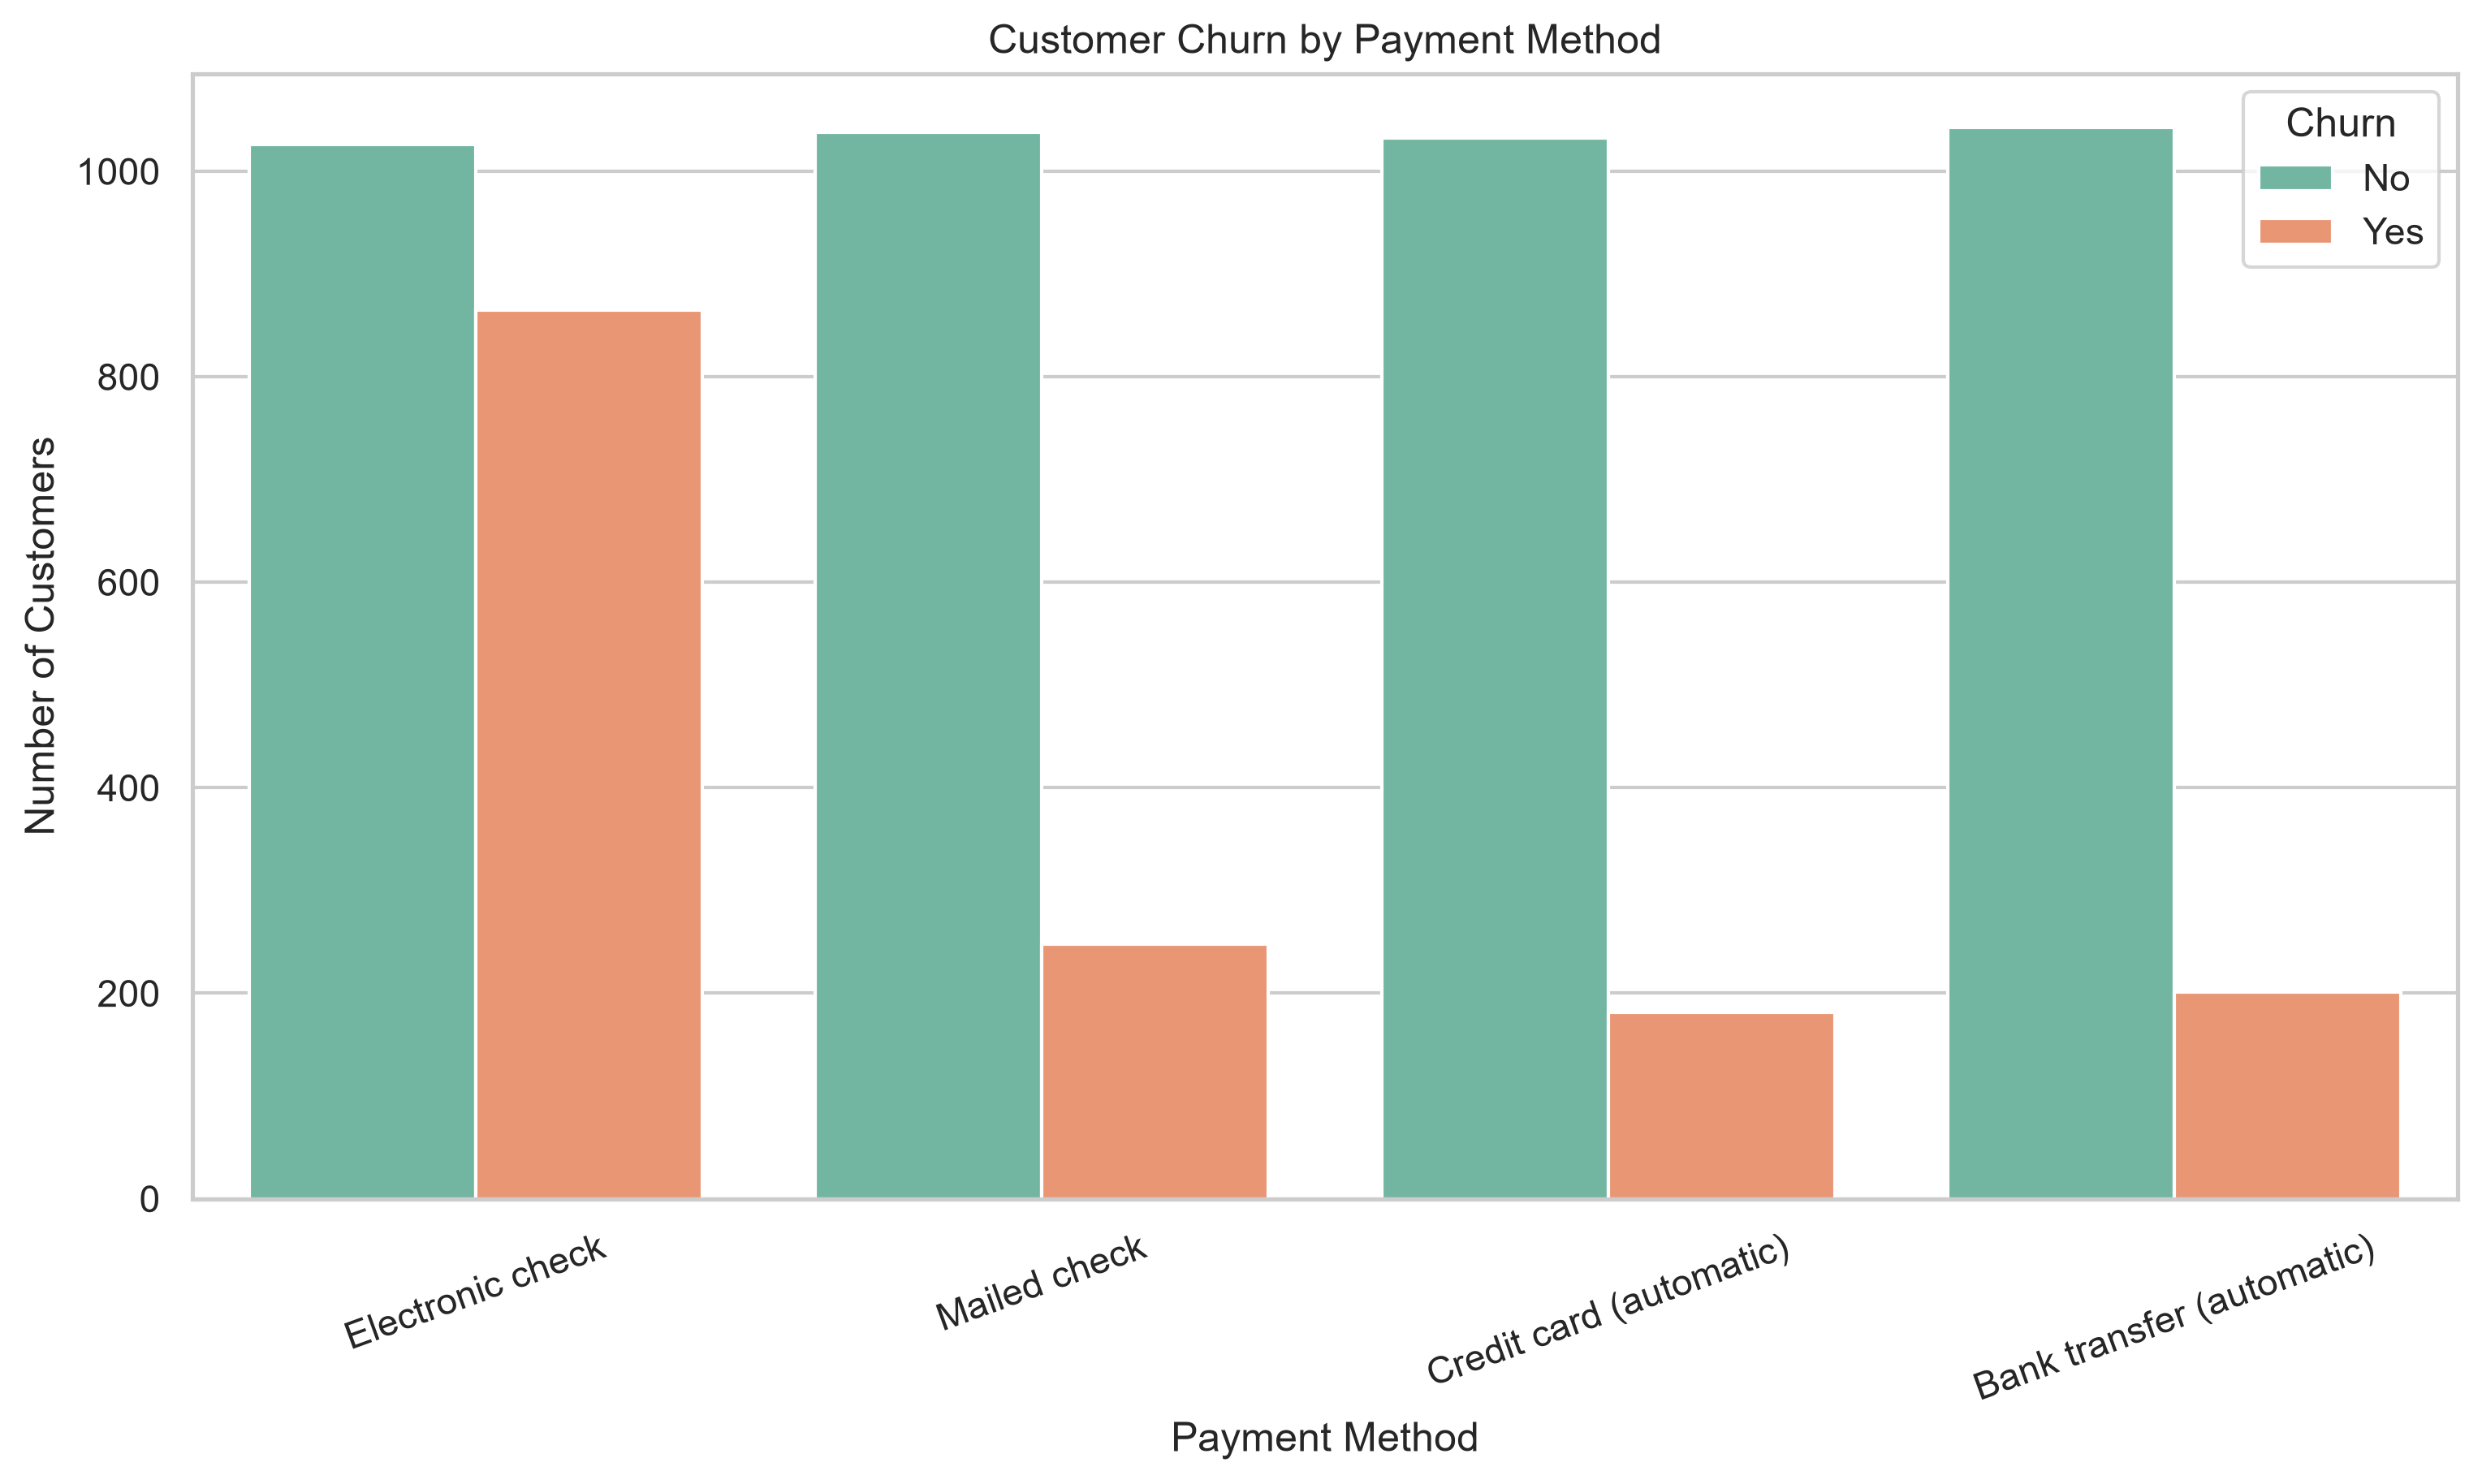 Customer Churn by Payment Method
Churn
No
Yes
1000
800
600
400
200
0
Number of Customers
Electronic check
Mailed check
Credit card (automatic)
Bank transfer (automatic)
Payment Method